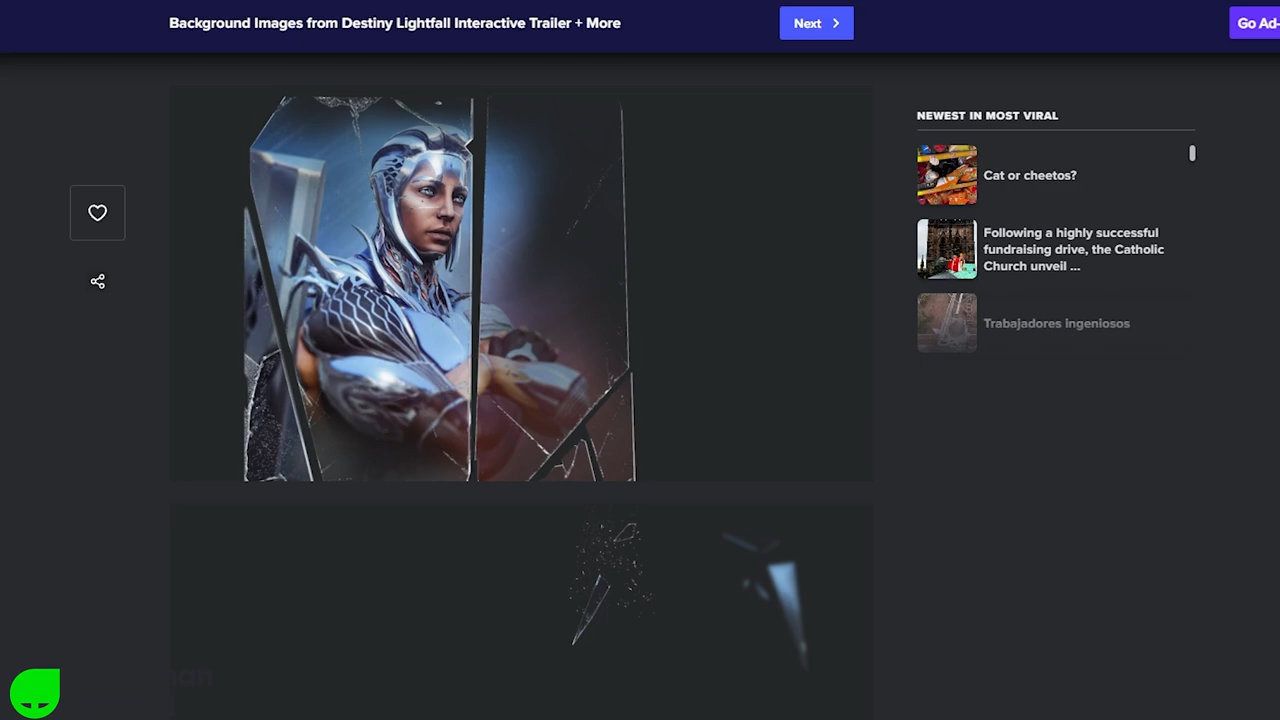 Background Images from Destiny Lightfall Interactive Trailer + More
Next
Go Ad-
NEWEST IN MOST VIRAL
Cat or cheetos?
Following a highly successful
fundraising drive, the Catholic
Church unveil ...
Trabajadores ingeniosos